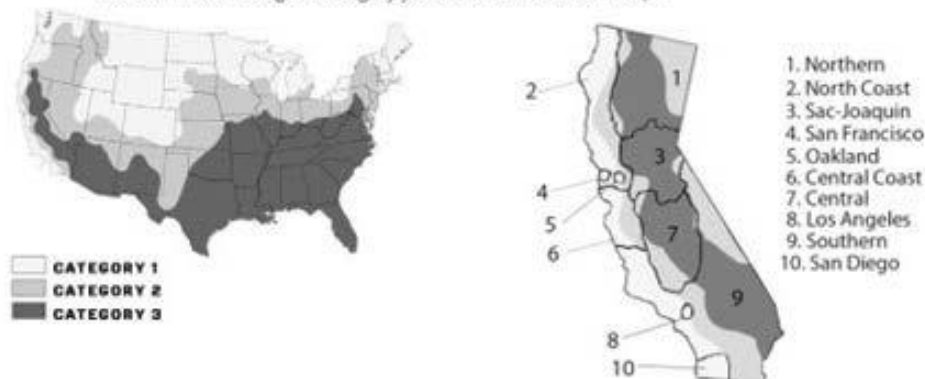 CATEGORY 1
CATEGORY 2
CATEGORY 3
1
2
3
4
5
6
7
8
9
10
1. Northern
2. North Coast
3. Sac-Joaquin
4. San Francisco
5. Oakland
6. Central Coast
7. Central
8. Los Angeles
9. Southern
10. San Diego